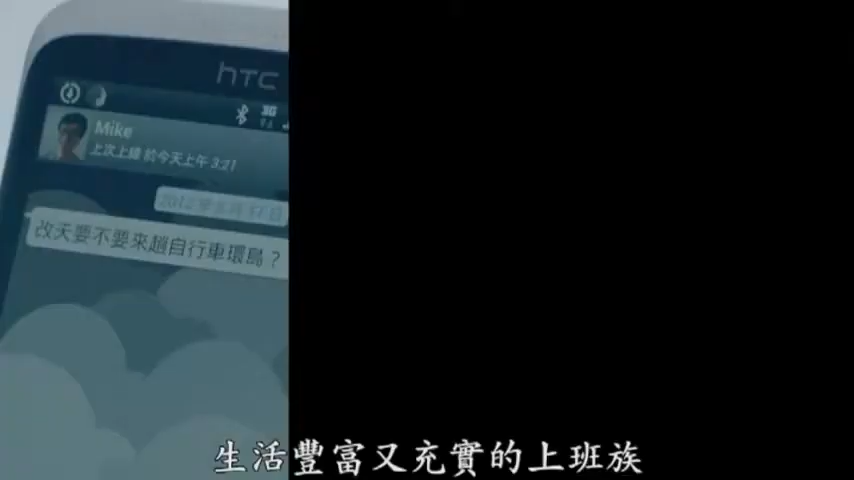 hTC
3G
Mike
上次上線 於今天上午 3:21
改天要不要來趟自行車環島？
生活豐富又充實的上班族